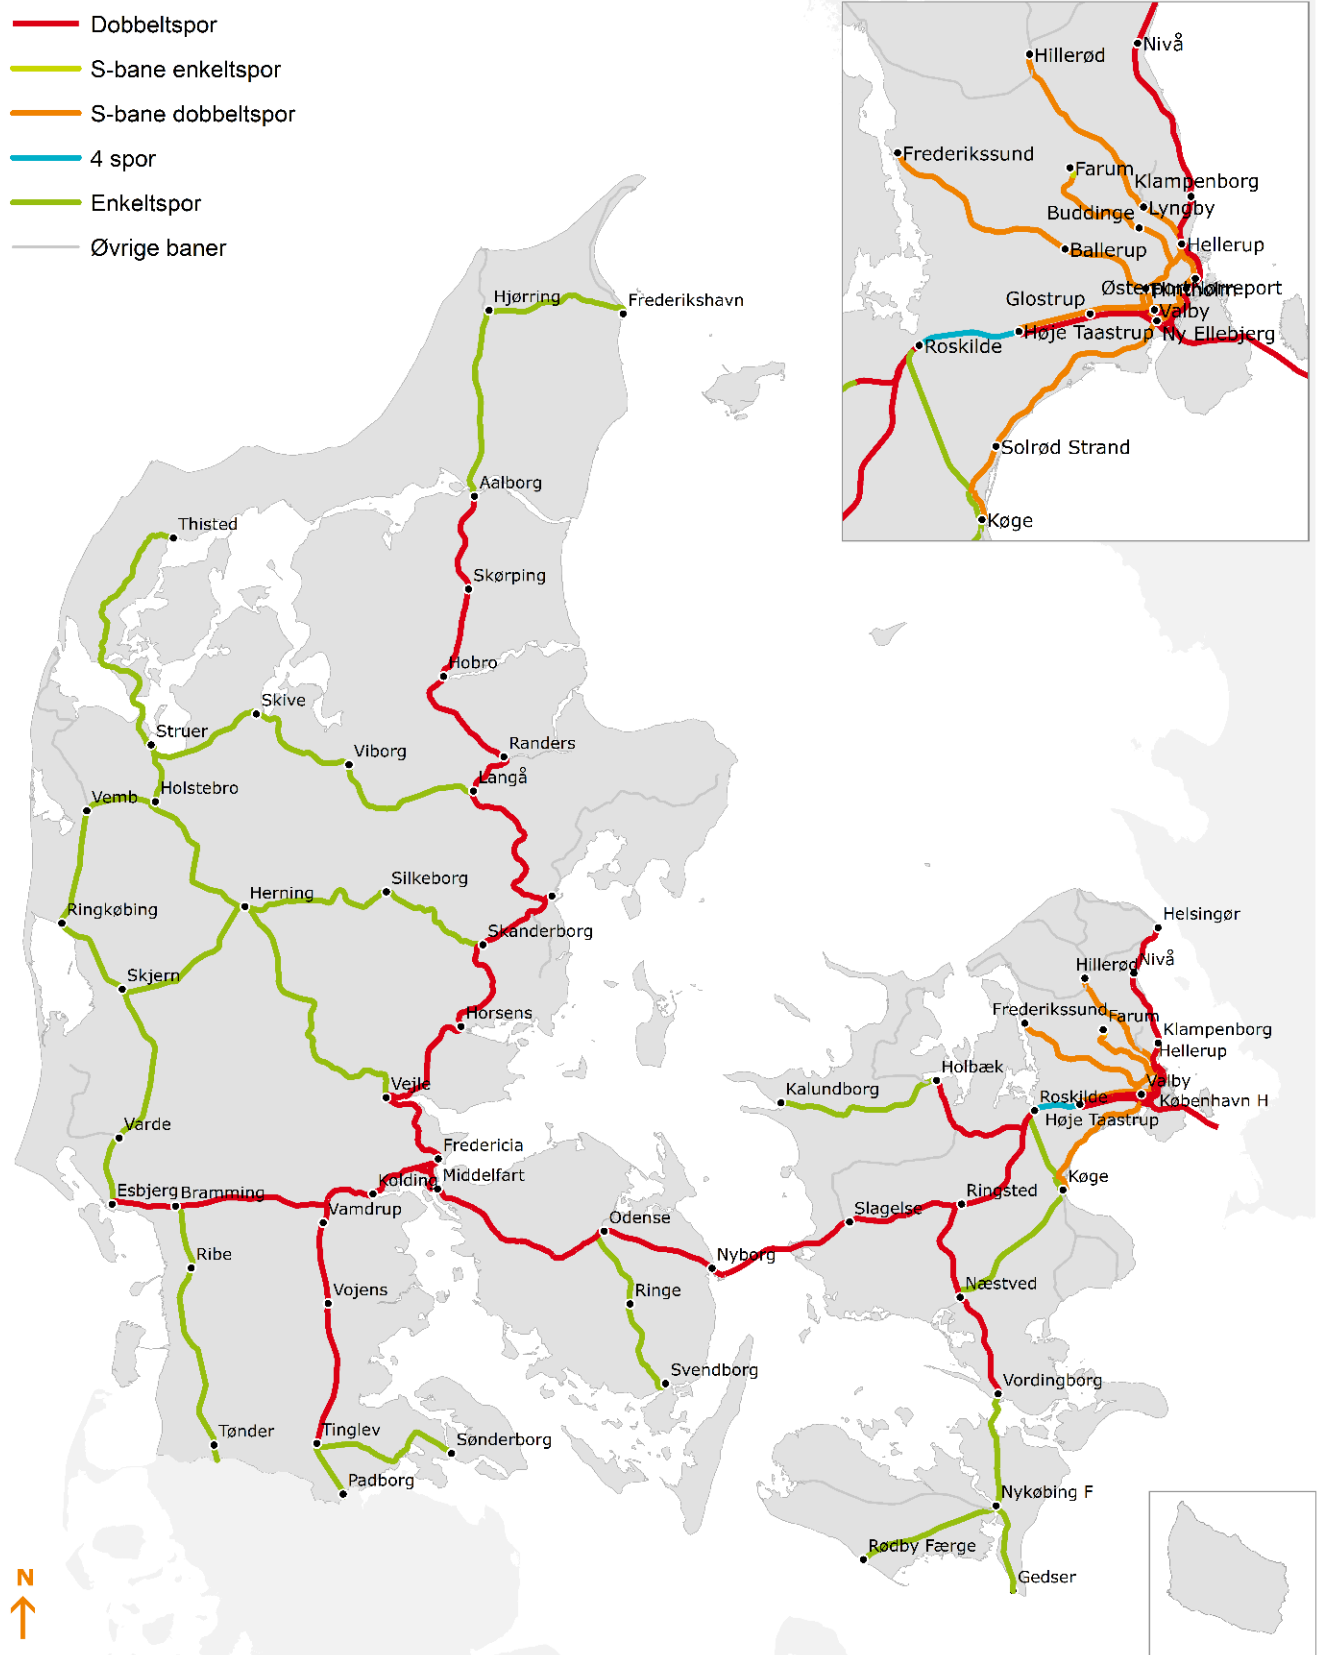 Dobbeltspor
S-bane enkeltspor
S-bane dobbeltspor
4 spor
Enkeltspor
Øvrige baner
Nivå
Hillerød
Frederikssund
Farum
Klampenborg
Buddinge
Lyngby
Ballerup
Hellerup
Østerport
Flintholm
Nørreport
Glostrup
Valby
Høje Taastrup
Ny Ellebjerg
Roskilde
Solrød Strand
Køge
Hjørring
Frederikshavn
Aalborg
Thisted
Skørping
Hobro
Skive
Struer
Viborg
Randers
Langå
Holstebro
Vemb
Herning
Silkeborg
Ringkøbing
Skanderborg
Skjern
Horsens
Vejle
Varde
Fredericia
Middelfart
Kolding
Esbjerg
Bramming
Vamdrup
Ribe
Vojens
Odense
Nyborg
Ringe
Svendborg
Tønder
Tinglev
Sønderborg
Padborg
Helsingør
Nivå
Hillerød
Frederikssund
Farum
Klampenborg
Hellerup
Holbæk
Kalundborg
Valby
Roskilde
København H
Høje Taastrup
Køge
Ringsted
Slagelse
Næstved
Vordingborg
Nykøbing F
Rødby Færge
Gedser
N